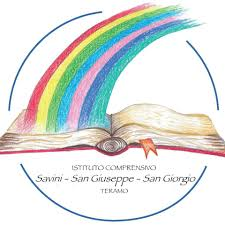 ISTITUTO COMPRENSIVO
Savini - San Giuseppe - San Giorgio
TERAMO